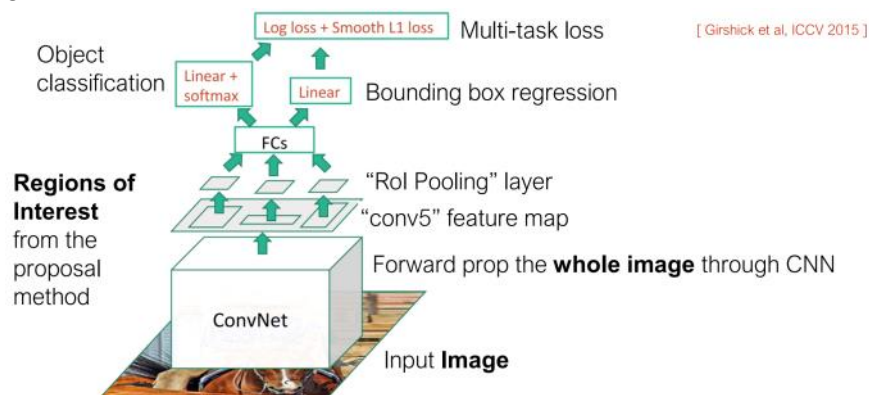 Log loss + Smooth L1 loss
Multi-task loss
[ Girshick et al, ICCV 2015 ]
Object
classification
Linear +
softmax
Linear
Bounding box regression
FCs
Regions of
Interest
from the
proposal
method
“RoI Pooling” layer
“conv5” feature map
Forward prop the whole image through CNN
ConvNet
Input Image